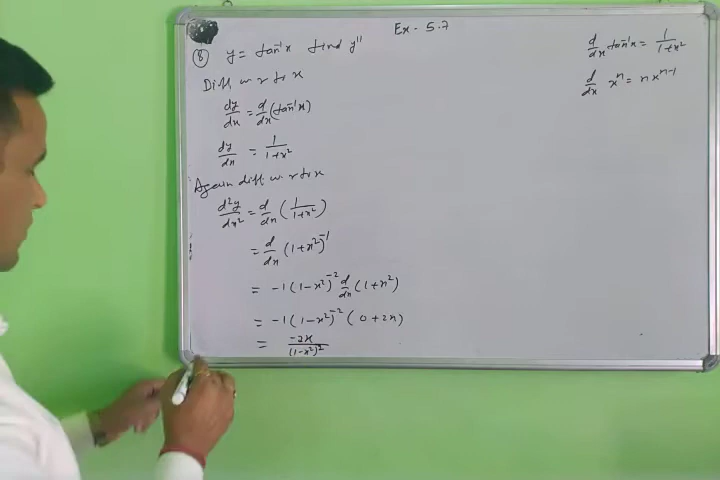 Ex - 5.7
(8) y = tan⁻¹x find y''
Diff w r to x
dy/dx = d/dx (tan⁻¹x)
dy/dx = 1/1+x²
Again diff w. r to x
d²y/dx² = d/dx (1/1+x²)
= d/dx (1+x²)⁻¹
= -1(1-x²)⁻² d/dx (1+x²)
= -1(1-x²)⁻² (0+2x)
= -2x/(1-x²)²
d/dx tan⁻¹x = 1/1+x²
d/dx xⁿ = n xⁿ⁻¹